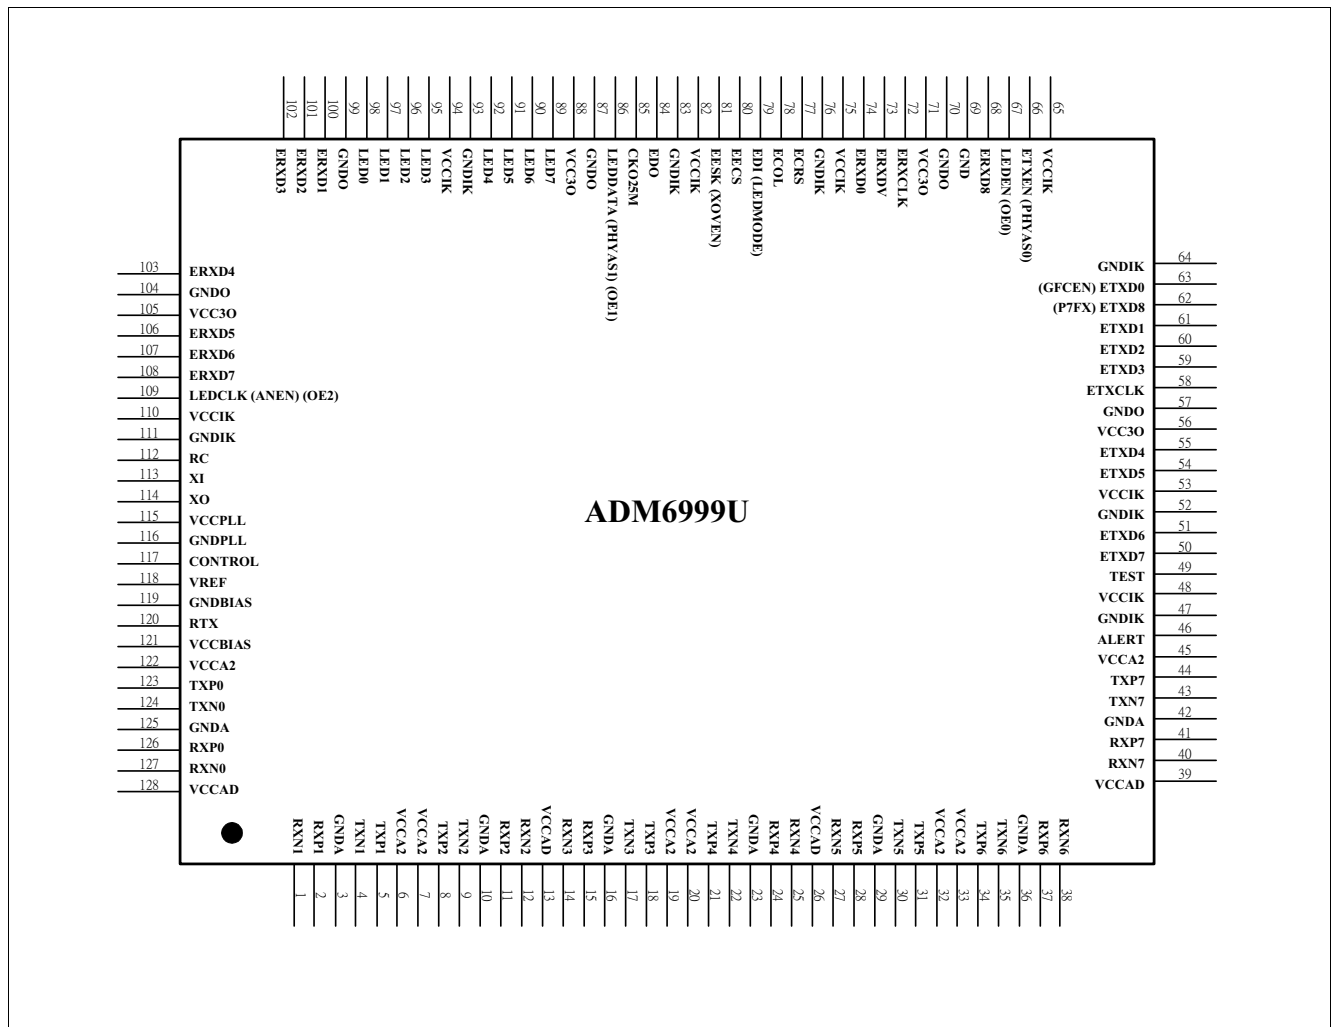 102 101 100 99 98 97 96 95 94 93 92 91 90 89 88 87 86 85 84 83 82 81 80 79 78 77 76 75 74 73 72 71 70 69 68 67 66 65
ERXD3 ERXD2 ERXD1 GNDO LED0 LED1 LED2 LED3 VCCIK GNDIK LED4 LED5 LED6 LED7 VCC3O GNDO LEDDATA (PHYAS1) (OE1) CKO25M EDO GNDIK VCCIK EESK (XOVEN) EECS EDI (LEDMODE) ECOL ECRS GNDIK VCCIK ERXD0 ERXDV ERXCLK VCC3O GNDO GND ERXD8 LEDEN (OE0) ETXEN (PHYAS0) VCCIK
103 ERXD4
104 GNDO
105 VCC3O
106 ERXD5
107 ERXD6
108 ERXD7
109 LEDCLK (ANEN) (OE2)
110 VCCIK
111 GNDIK
112 RC
113 XI
114 XO
115 VCCPLL
116 GNDPLL
117 CONTROL
118 VREF
119 GNDBIAS
120 RTX
121 VCCBIAS
122 VCCA2
123 TXP0
124 TXN0
125 GNDA
126 RXP0
127 RXN0
128 VCCAD
ADM6999U
GNDIK 64
(GFCEN) ETXD0 63
(P7FX) ETXD8 62
ETXD1 61
ETXD2 60
ETXD3 59
ETXCLK 58
GNDO 57
VCC3O 56
ETXD4 55
ETXD5 54
VCCIK 53
GNDIK 52
ETXD6 51
ETXD7 50
TEST 49
VCCIK 48
GNDIK 47
ALERT 46
VCCA2 45
TXP7 44
TXN7 43
GNDA 42
RXP7 41
RXN7 40
VCCAD 39
RXN1 RXP1 GNDA TXN1 TXP1 VCCA2 VCCA2 TXP2 TXN2 GNDA RXP2 RXN2 VCCAD RXN3 RXP3 GNDA TXN3 TXP3 VCCA2 VCCA2 TXP4 TXN4 GNDA RXP4 RXN4 VCCAD RXN5 RXP5 GNDA TXN5 TXP5 VCCA2 VCCA2 TXP6 TXN6 GNDA RXP6 RXN6
1 2 3 4 5 6 7 8 9 10 11 12 13 14 15 16 17 18 19 20 21 22 23 24 25 26 27 28 29 30 31 32 33 34 35 36 37 38